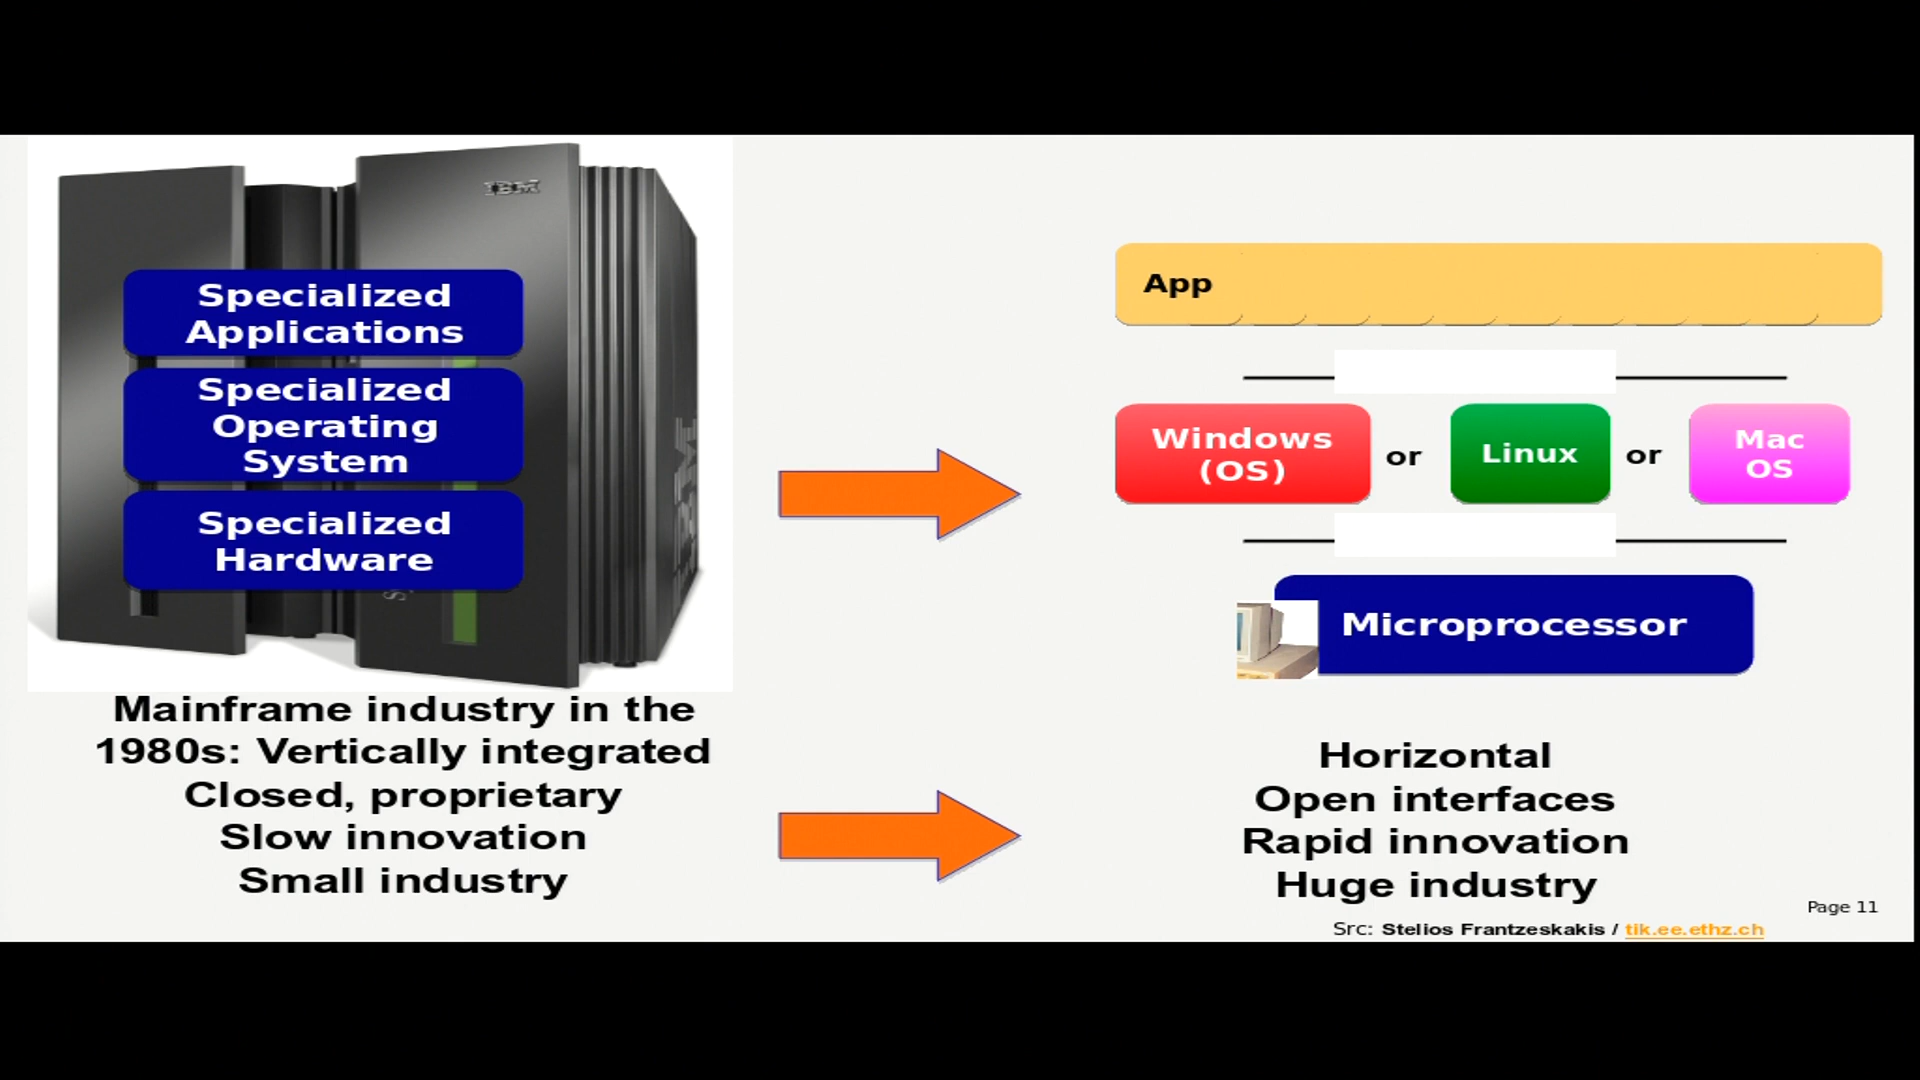 IBM
Specialized
Applications
Specialized
Operating
System
Specialized
Hardware
IBM
Mainframe industry in the
1980s: Vertically integrated
Closed, proprietary
Slow innovation
Small industry
App
Windows
(OS)
or
Linux
or
Mac
OS
Microprocessor
Horizontal
Open interfaces
Rapid innovation
Huge industry
Page 11
Src: Stelios Frantzeskakis / tik.ee.ethz.ch